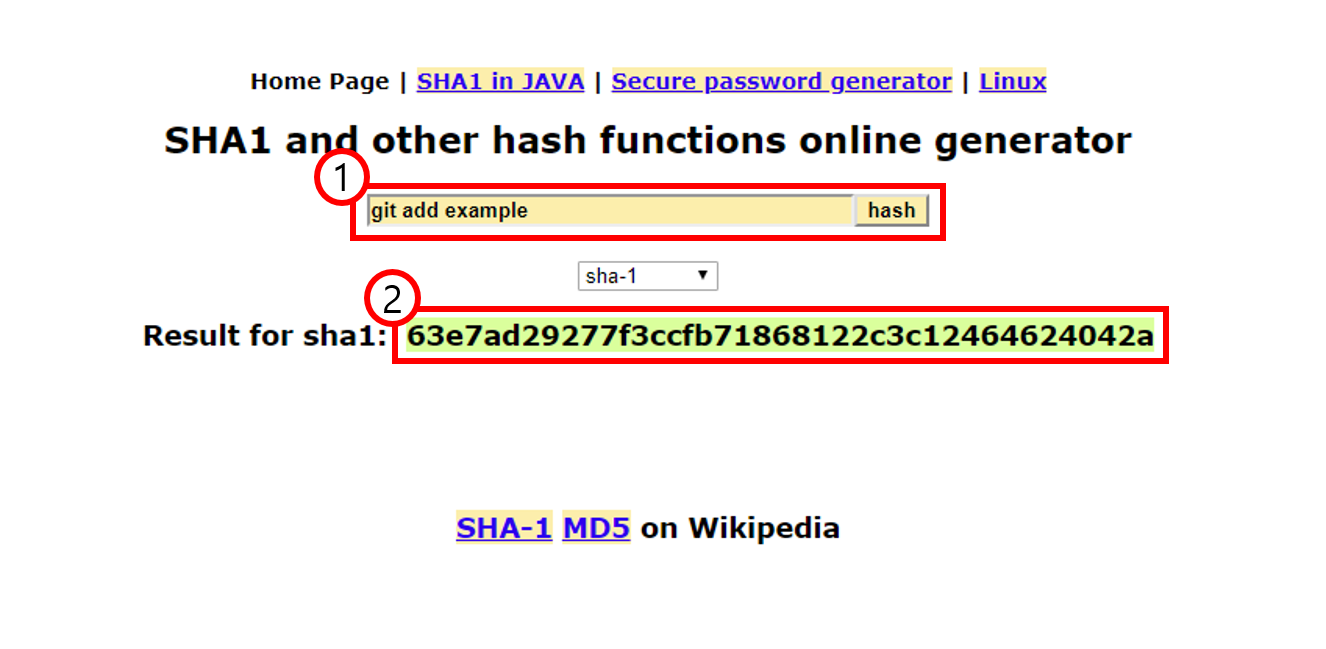 Home Page | SHA1 in JAVA | Secure password generator | Linux
SHA1 and other hash functions online generator
1
git add example hash
sha-1
2
Result for sha1: 63e7ad29277f3ccfb71868122c3c12464624042a
SHA-1 MD5 on Wikipedia